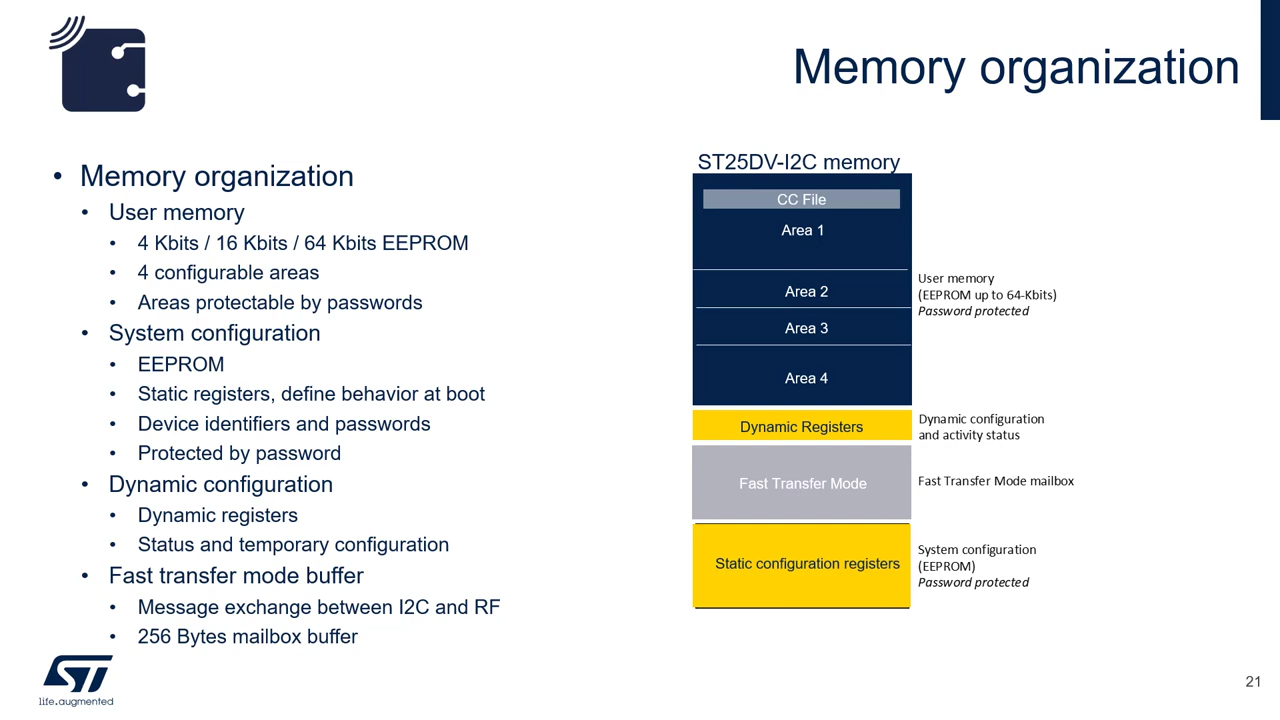 Memory organization
• Memory organization
• User memory
• 4 Kbits / 16 Kbits / 64 Kbits EEPROM
• 4 configurable areas
• Areas protectable by passwords
• System configuration
• EEPROM
• Static registers, define behavior at boot
• Device identifiers and passwords
• Protected by password
• Dynamic configuration
• Dynamic registers
• Status and temporary configuration
• Fast transfer mode buffer
• Message exchange between I2C and RF
• 256 Bytes mailbox buffer
ST25DV-I2C memory
CC File
Area 1
Area 2
Area 3
Area 4
User memory
(EEPROM up to 64-Kbits)
Password protected
Dynamic Registers
Dynamic configuration
and activity status
Fast Transfer Mode
Fast Transfer Mode mailbox
Static configuration registers
System configuration
(EEPROM)
Password protected
ST
life.augmented
21